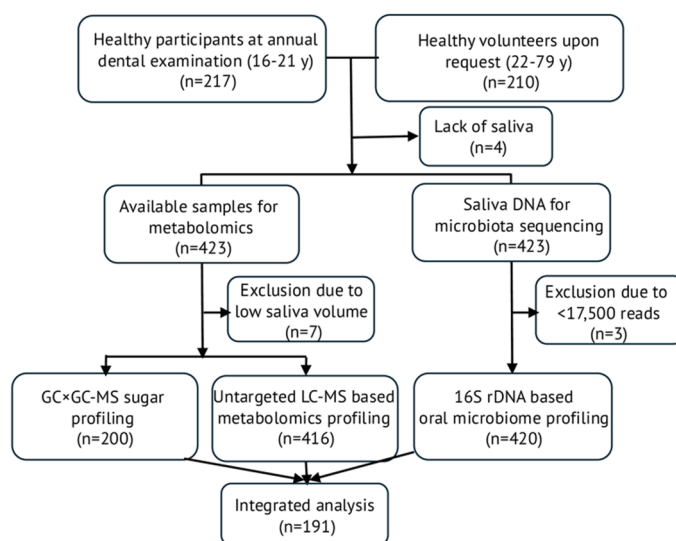 Healthy participants at annual
dental examination (16-21 y)
(n=217)
Healthy volunteers upon
request (22-79 y)
(n=210)
Lack of saliva
(n=4)
Available samples for
metabolomics
(n=423)
Saliva DNA for
microbiota sequencing
(n=423)
Exclusion due to
low saliva volume
(n=7)
Exclusion due to
<17,500 reads
(n=3)
GC×GC-MS sugar
profiling
(n=200)
Untargeted LC-MS based
metabolomics profiling
(n=416)
16S rDNA based
oral microbiome profiling
(n=420)
Integrated analysis
(n=191)